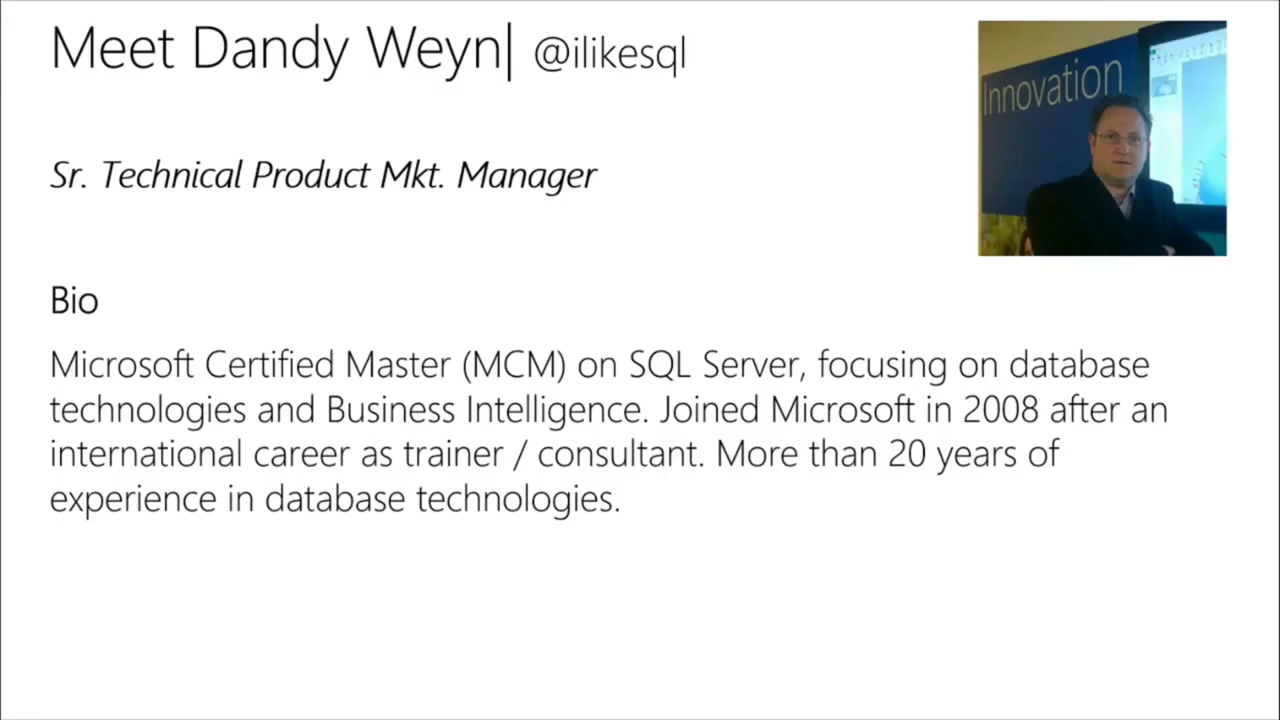 Meet Dandy Weyn| @ilikesql
Innovation
Sr. Technical Product Mkt. Manager
Bio
Microsoft Certified Master (MCM) on SQL Server, focusing on database
technologies and Business Intelligence. Joined Microsoft in 2008 after an
international career as trainer / consultant. More than 20 years of
experience in database technologies.